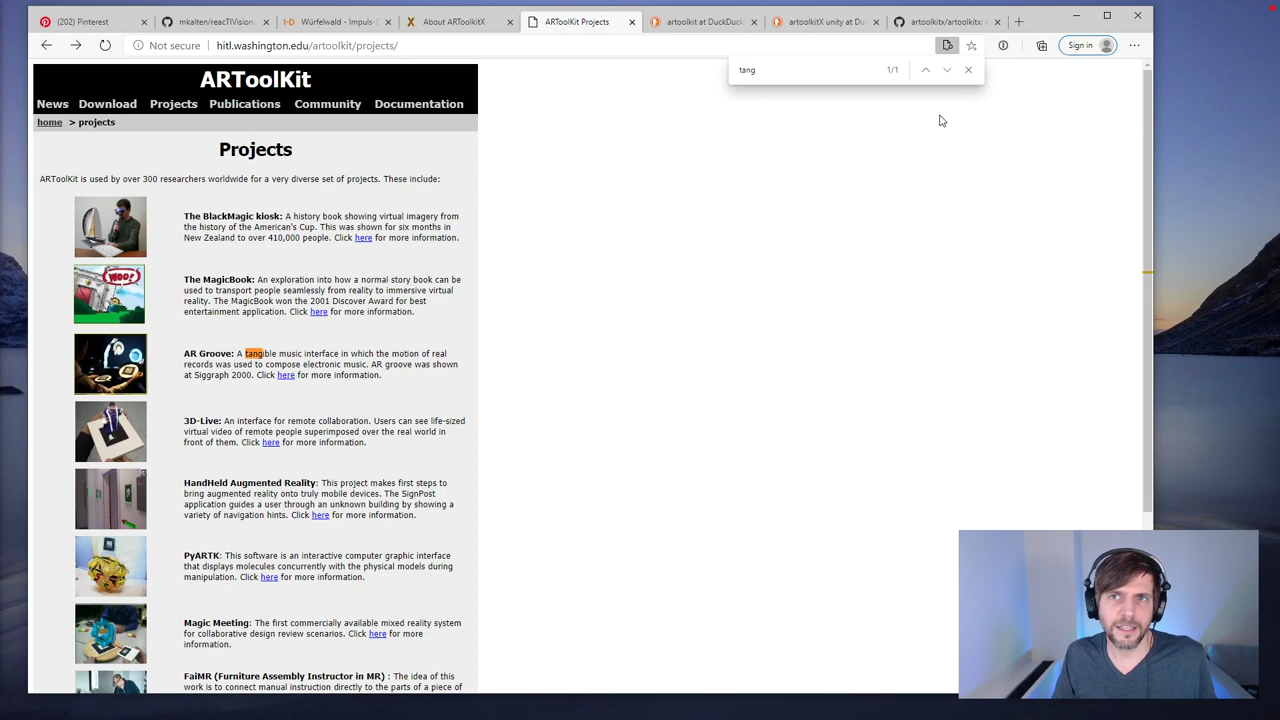 (202) Pinterest
mkalten/reacTIVision
Würfelwald - Impuls-D
About ARToolkitX
ARToolKit Projects
artoolkit at DuckDuck
artoolkitX unity at Du
artoolkitx/artoolkitx a
Not secure
hitl.washington.edu/artoolkit/projects/
Sign in
tang
1/1
ARToolKit
News Download Projects Publications Community Documentation
home > projects
Projects
ARToolKit is used by over 300 researchers worldwide for a very diverse set of projects. These include:
The BlackMagic kiosk: A history book showing virtual imagery from
the history of the America's Cup. This was shown for six months in
New Zealand to over 410,000 people. Click here for more information.
WOO!
The MagicBook: An exploration into how a normal story book can be
used to transport people seamlessly from reality to immersive virtual
reality. The MagicBook won the 2001 Discover Award for best
entertainment application. Click here for more information.
AR Groove: A tangible music interface in which the motion of real
records was used to compose electronic music. AR groove was shown
at Siggraph 2000. Click here for more information.
3D-Live: An interface for remote collaboration. Users can see life-sized
virtual video of remote people superimposed over the real world in
front of them. Click here for more information.
HandHeld Augmented Reality: This project makes first steps to
bring augmented reality onto truly mobile devices. The SignPost
application guides a user through an unknown building by showing a
variety of navigation hints. Click here for more information.
PyARTK: This software is an interactive computer graphic interface
that displays molecules concurrently with the physical models during
manipulation. Click here for more information.
Magic Meeting: The first commercially available mixed reality system
for collaborative design review scenarios. Click here for more
information.
FaiMR (Furniture Assembly Instructor in MR) : The idea of this
work is to connect manual instruction directly to the parts of a piece of